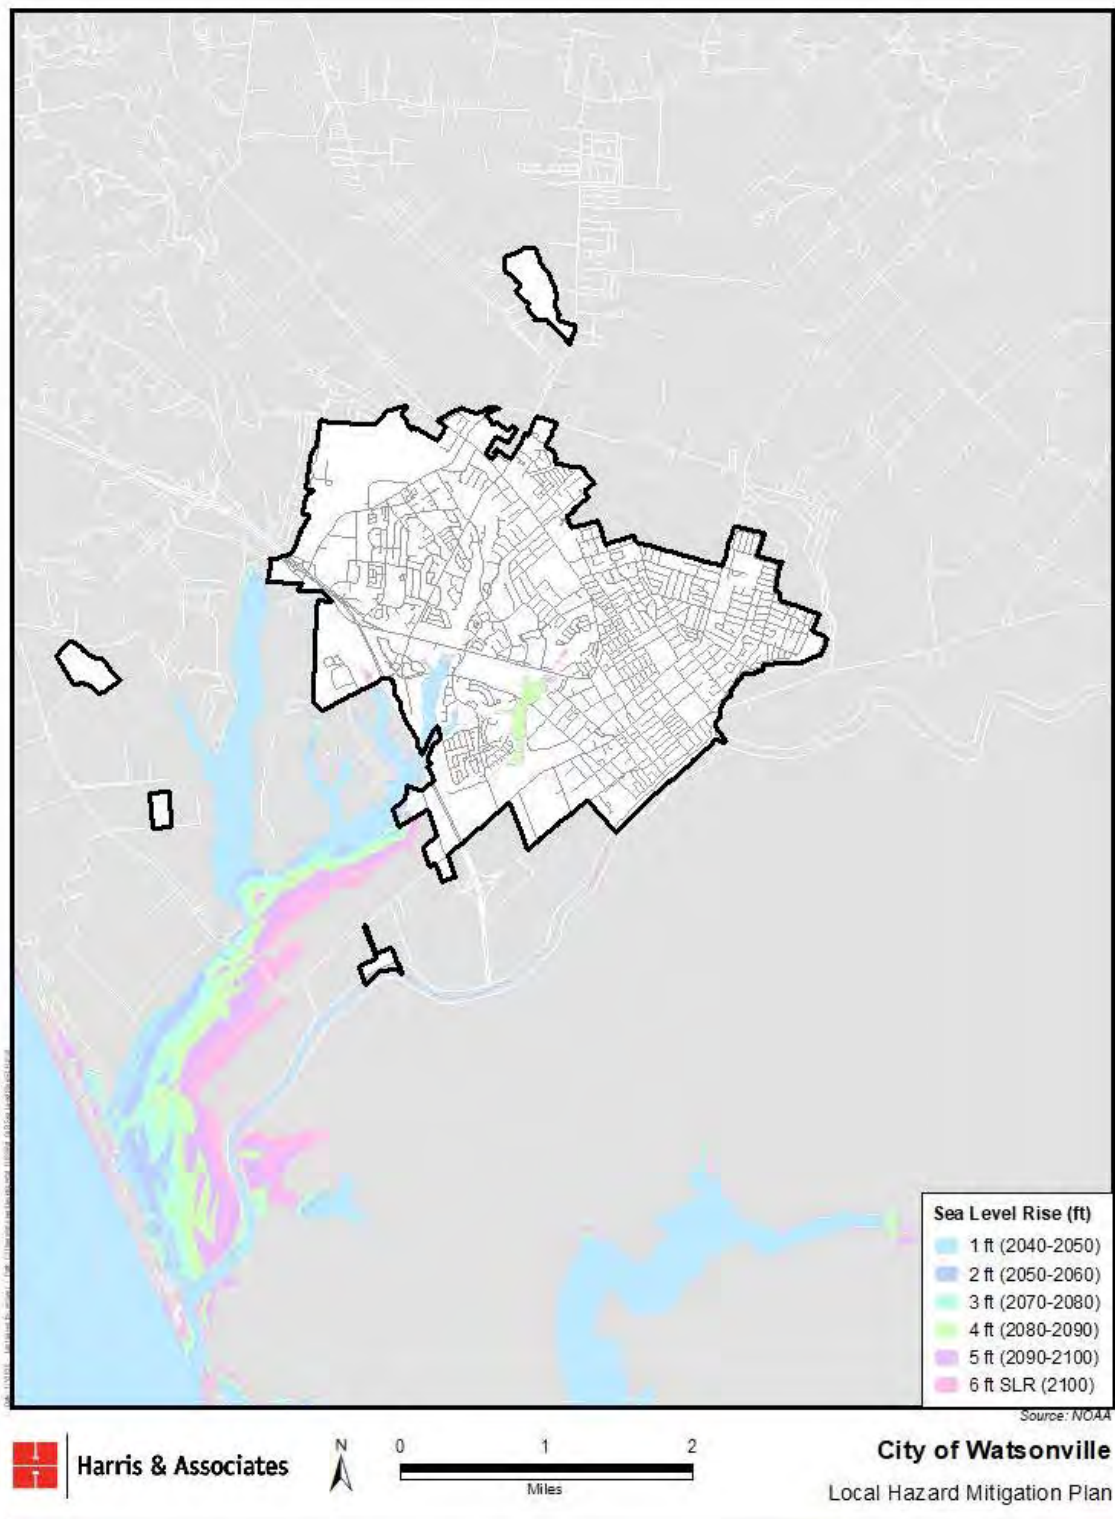 Sea Level Rise (ft)
1 ft (2040-2050)
2 ft (2050-2060)
3 ft (2070-2080)
4 ft (2080-2090)
5 ft (2090-2100)
6 ft SLR (2100)
Source: NOAA
Harris & Associates
N
0 1 2
Miles
City of Watsonville
Local Hazard Mitigation Plan